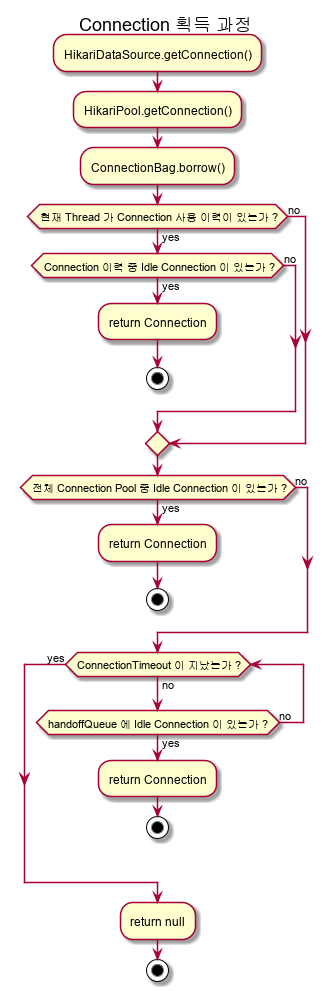 Connection 획득 과정
HikariDataSource.getConnection()
HikariPool.getConnection()
ConnectionBag.borrow()
현재 Thread 가 Connection 사용 이력이 있는가 ?
no
yes
Connection 이력 중 Idle Connection 이 있는가 ?
no
yes
return Connection
전체 Connection Pool 중 Idle Connection 이 있는가 ?
no
yes
return Connection
yes
ConnectionTimeout 이 지났는가 ?
no
handoffQueue 에 Idle Connection 이 있는가 ?
no
yes
return Connection
return null